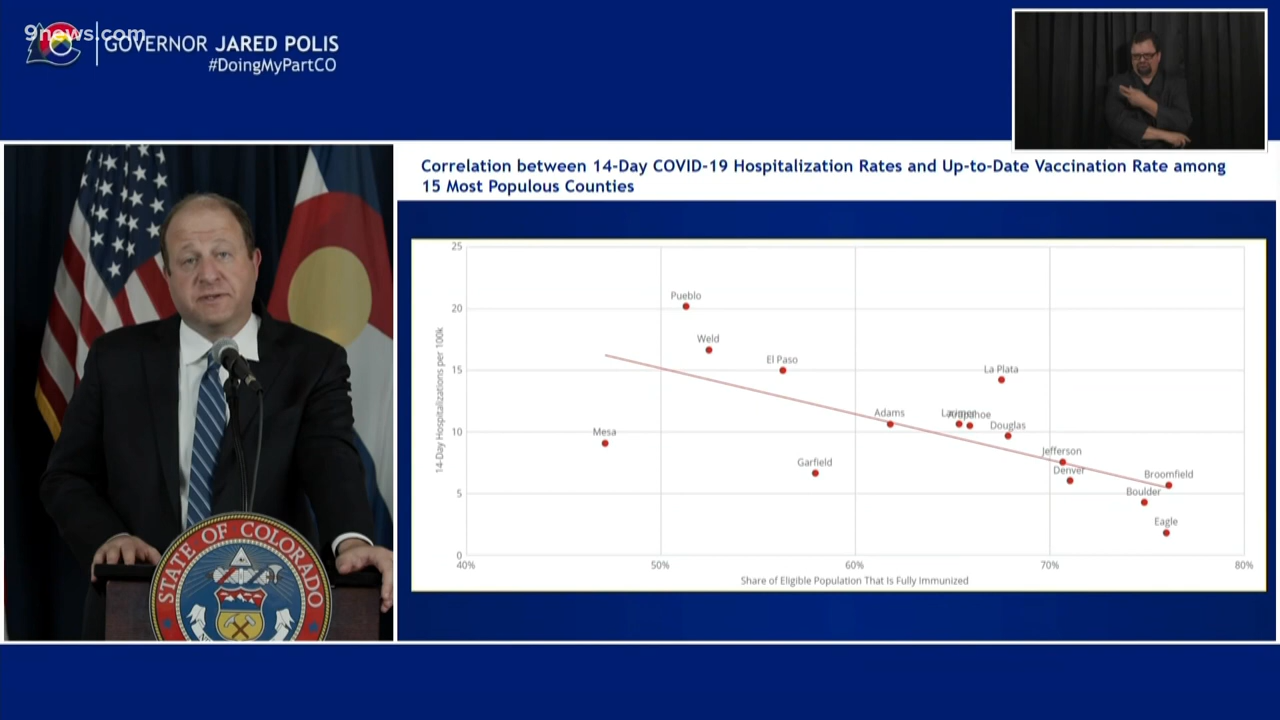 9news.com
GOVERNOR JARED POLIS
#DoingMyPartCO
Correlation between 14-Day COVID-19 Hospitalization Rates and Up-to-Date Vaccination Rate among
15 Most Populous Counties
25
20
15
10
5
0
14-Day Hospitalizations per 100k
Pueblo
Weld
El Paso
La Plata
Adams
Larimer
Arapahoe
Douglas
Mesa
Jefferson
Garfield
Denver
Broomfield
Boulder
Eagle
40%
50%
60%
70%
80%
Share of Eligible Population That Is Fully Immunized
STATE OF COLORADO